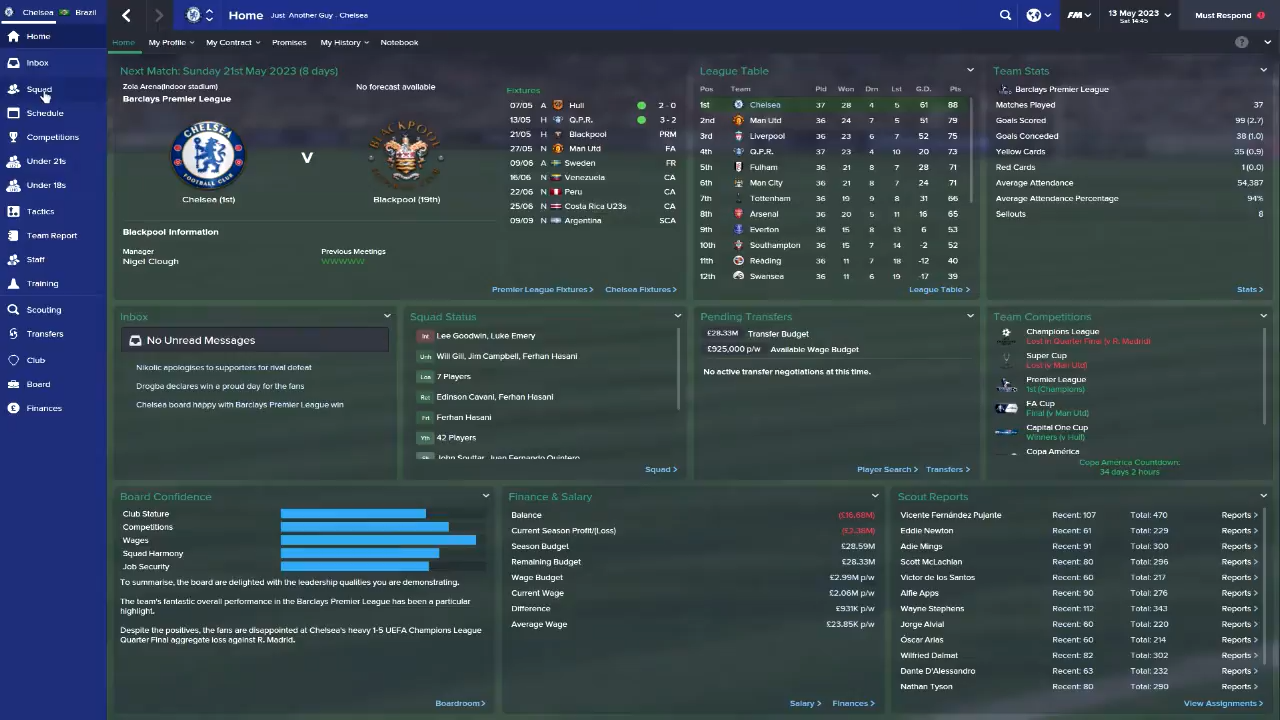 Chelsea Brazil
Home
Inbox
Squad
Schedule
Competitions
Under 21s
Under 18s
Tactics
Team Report
Staff
Training
Scouting
Transfers
Club
Board
Finances
Home Just Another Guy - Chelsea
FM
13 May 2023
Sat 14:45
Must Respond
Home My Profile My Contract Promises My History Notebook
Next Match: Sunday 21st May 2023 (8 days)
Zola Arena(Indoor stadium) No forecast available
Barclays Premier League
CHELSEA
FOOTBALL CLUB
V
BLACKPOOL
Chelsea (1st) Blackpool (19th)
Blackpool Information
Manager Previous Meetings
Nigel Clough WWWWW
Fixtures
07/05 A Hull 2 - 0
13/05 H Q.P.R. 3 - 2
21/05 H Blackpool PRM
27/05 N Man Utd FA
09/06 A Sweden FR
16/06 N Venezuela CA
22/06 N Peru CA
25/06 N Costa Rica U23s CA
09/09 N Argentina SCA
Premier League Fixtures > Chelsea Fixtures >
League Table
Pos Team Pld Won Drn Lst G.D. Pts
1st Chelsea 37 28 4 5 61 88
2nd Man Utd 36 24 7 5 51 79
3rd Liverpool 36 23 6 7 52 75
4th Q.P.R. 37 23 4 10 20 73
5th Fulham 36 21 8 7 28 71
6th Man City 36 21 8 7 24 71
7th Tottenham 36 19 9 8 31 66
8th Arsenal 36 20 5 11 16 65
9th Everton 36 15 8 13 6 53
10th Southampton 36 15 7 14 -2 52
11th Reading 36 11 7 18 -12 40
12th Swansea 36 11 6 19 -17 39
League Table >
Team Stats
Barclays Premier League
Matches Played 37
Goals Scored 99 (2.7)
Goals Conceded 38 (1.0)
Yellow Cards 35 (0.9)
Red Cards 1(0.0)
Average Attendance 54,387
Average Attendance Percentage 94%
Sellouts 8
Stats >
Inbox
No Unread Messages
Nikolic apologises to supporters for rival defeat
Drogba declares win a proud day for the fans
Chelsea board happy with Barclays Premier League win
Squad Status
Int Lee Goodwin, Luke Emery
Unh Will Gill, Jim Campbell, Ferhan Hasani
Loa 7 Players
Ret Edinson Cavani, Ferhan Hasani
Frt Ferhan Hasani
Yth 42 Players
John Souttar, Juan Fernando Quintero
Squad >
Pending Transfers
£28.33M Transfer Budget
£925,000 p/w Available Wage Budget
No active transfer negotiations at this time.
Player Search > Transfers >
Team Competitions
Champions League
Lost in Quarter Final (v R. Madrid)
Super Cup
Lost (v Man Utd)
Premier League
1st (Champions)
FA Cup
Final (v Man Utd)
Capital One Cup
Winners (v Hull)
Copa América
Copa América Countdown:
34 days 2 hours
Board Confidence
Club Stature
Competitions
Wages
Squad Harmony
Job Security
To summarise, the board are delighted with the leadership qualities you are demonstrating.
The team's fantastic overall performance in the Barclays Premier League has been a particular
highlight.
Despite the positives, the fans are disappointed at Chelsea's heavy 1-5 UEFA Champions League
Quarter Final aggregate loss against R. Madrid.
Boardroom >
Finance & Salary
Balance (£16.68M)
Current Season Profit/(Loss) (£2.38M)
Season Budget £28.59M
Remaining Budget £28.33M
Wage Budget £2.99M p/w
Current Wage £2.06M p/w
Difference £931K p/w
Average Wage £23.85K p/w
Salary > Finances >
Scout Reports
Vicente Fernández Pujante Recent: 107 Total: 470 Reports >
Eddie Newton Recent: 61 Total: 229 Reports >
Adie Mings Recent: 91 Total: 300 Reports >
Scott McLachlan Recent: 80 Total: 296 Reports >
Victor de los Santos Recent: 60 Total: 217 Reports >
Alfie Apps Recent: 90 Total: 276 Reports >
Wayne Stephens Recent: 112 Total: 343 Reports >
Jorge Alvial Recent: 60 Total: 220 Reports >
Óscar Arias Recent: 60 Total: 214 Reports >
Wilfried Dalmat Recent: 82 Total: 302 Reports >
Dante D'Alessandro Recent: 63 Total: 232 Reports >
Nathan Tyson Recent: 80 Total: 290 Reports >
View Assignments >